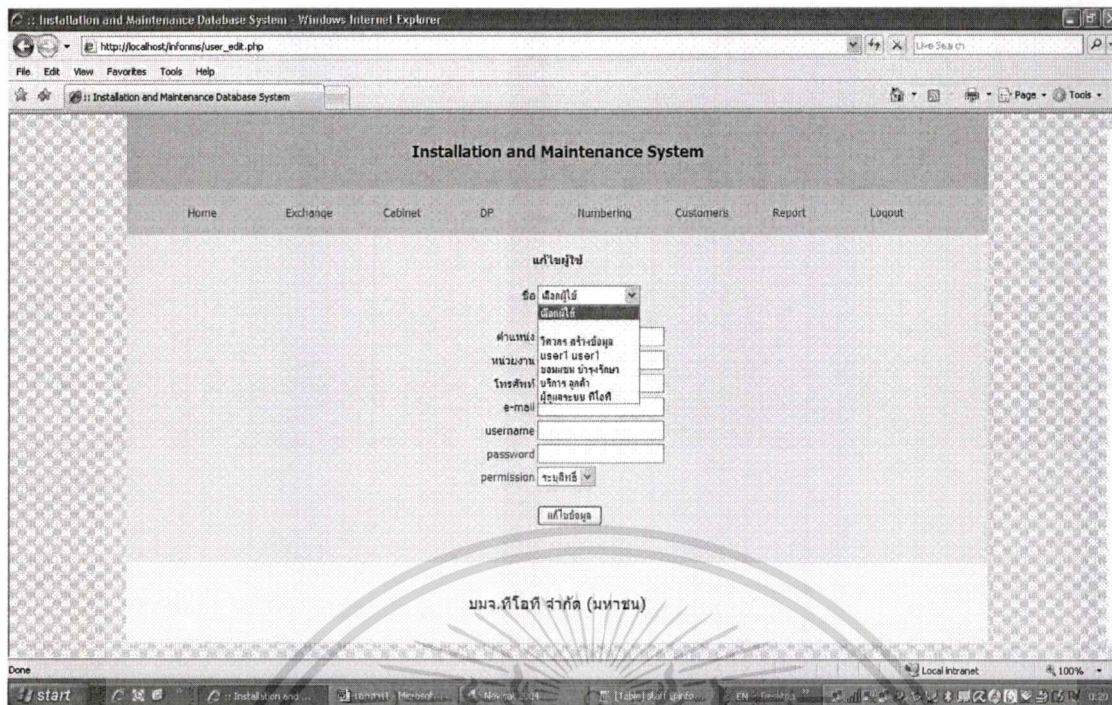 :: Installation and Maintenance Database System - Windows Internet Explorer
http://localhost/infonms/user_edit.php
Live Search
File Edit View Favorites Tools Help
:: Installation and Maintenance Database System
Page Tools
Installation and Maintenance System
Home Exchange Cabinet DP Numbering Customers Report Logout
แก้ไขผู้ใช้
ชื่อ เลือกผู้ใช้
เลือกผู้ใช้
ตำแหน่ง
วิศวกร สร้างข้อมูล
หน่วยงาน
user1 user1
ซ่อมแซม บำรุงรักษา
โทรศัพท์
บริการ ลูกค้า
ผู้ดูแลระบบ ทีโอที
e-mail
username
password
permission ระบุสิทธิ์
แก้ไขข้อมูล
บมจ.ทีโอที จำกัด (มหาชน)
Done
Local intranet
100%
start
:: Installation and ...
Microsof...
EN
0:20